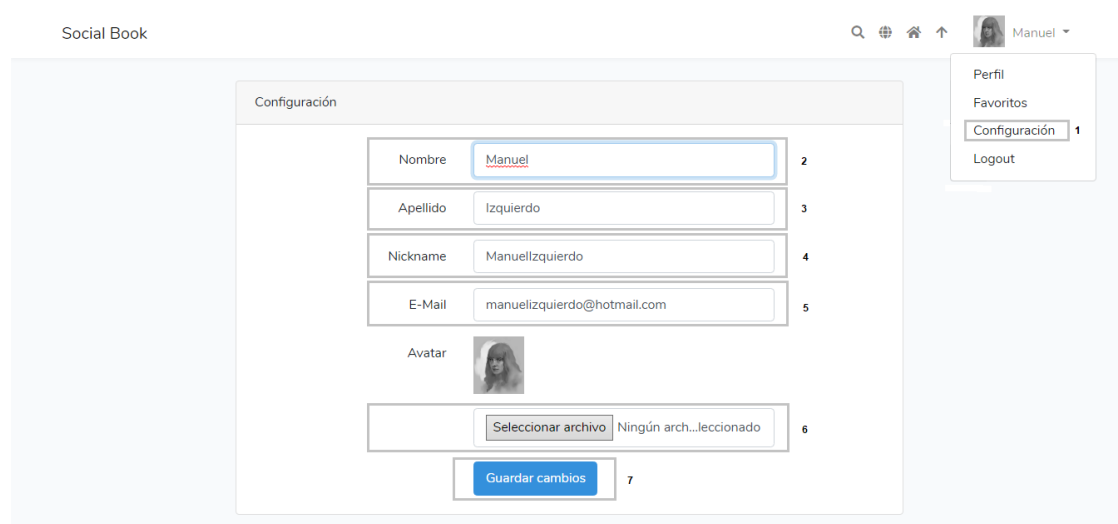 Social Book
Manuel
Perfil
Favoritos
Configuración 1
Logout
Configuración
Nombre Manuel 2
Apellido Izquierdo 3
Nickname ManuelIzquierdo 4
E-Mail manuelizquierdo@hotmail.com 5
Avatar
Seleccionar archivo Ningún arch...leccionado 6
Guardar cambios 7